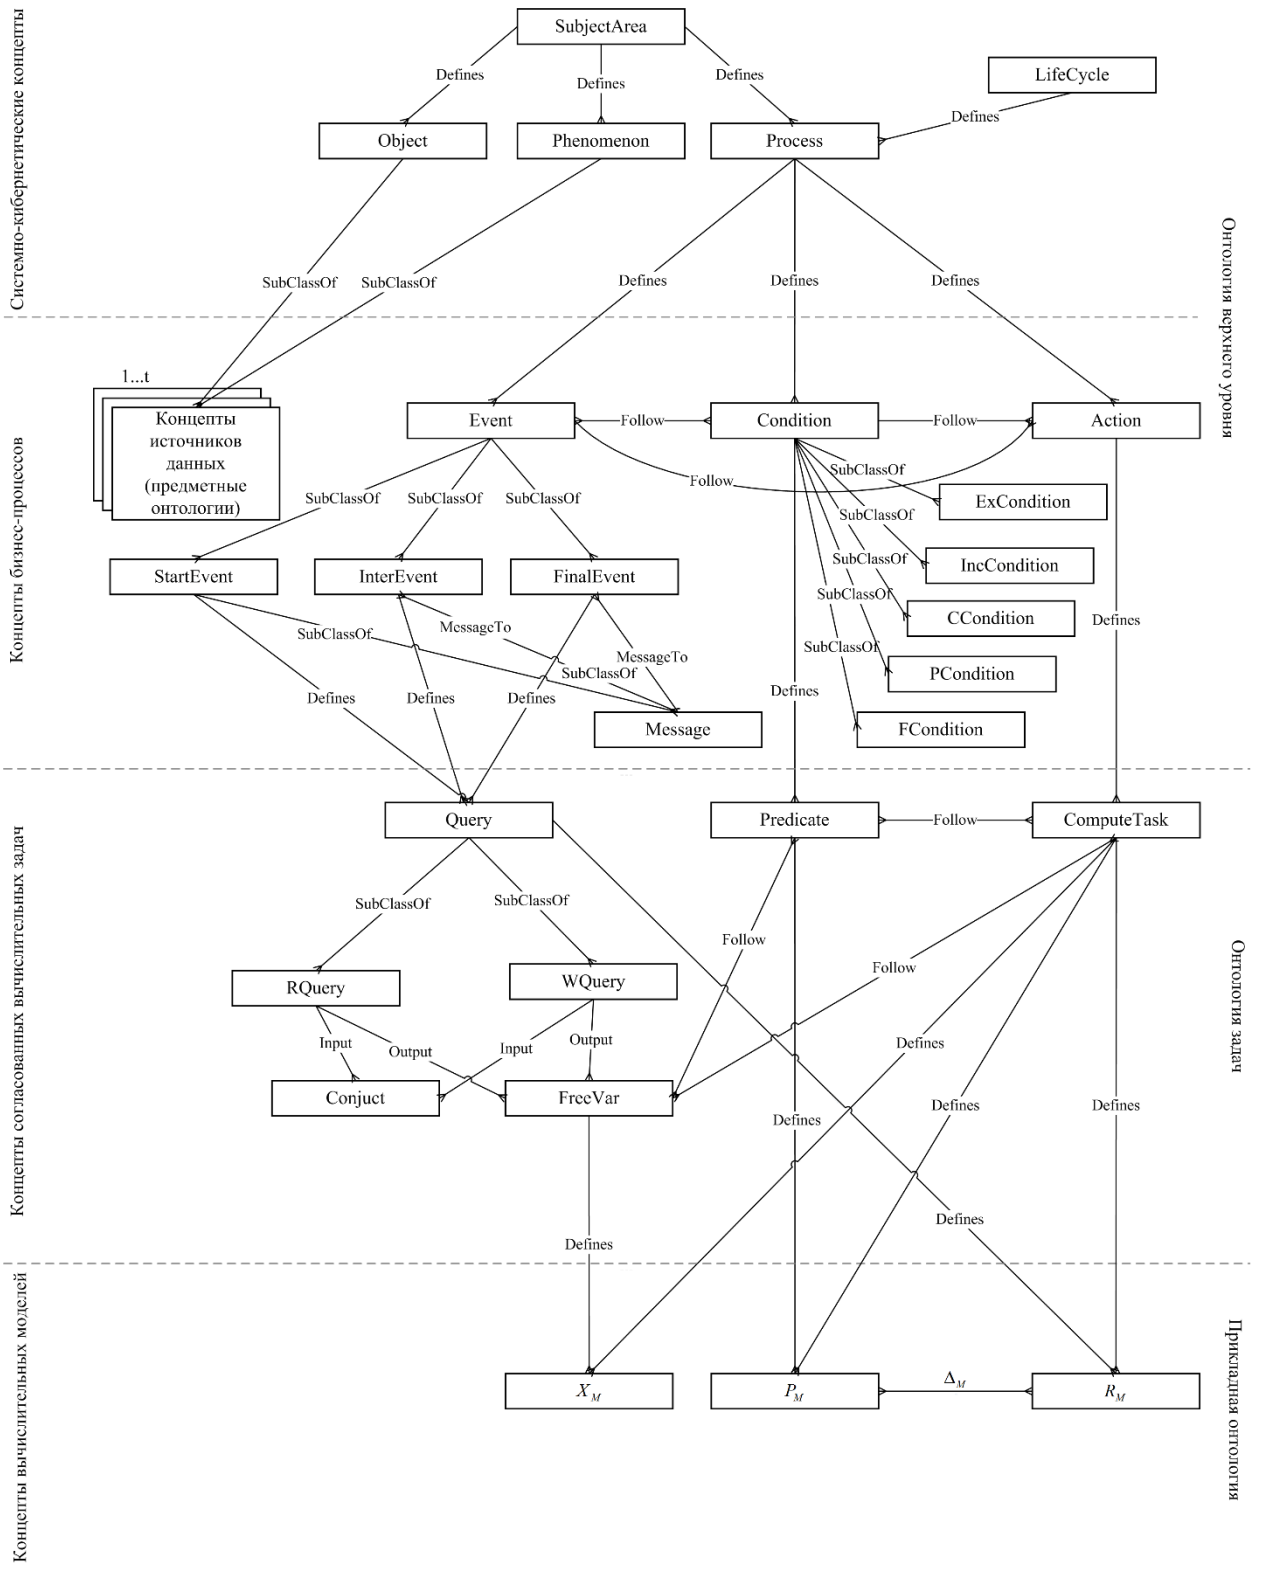 SubjectArea
LifeCycle
Defines
Defines
Defines
Defines
Object
Phenomenon
Process
Системно-кибернетические концепты
SubClassOf
SubClassOf
Defines
Defines
Defines
Онтология верхнего уровня
1...t
Концепты
источников
данных
(предметные
онтологии)
Event
Follow
Condition
Follow
Action
Follow
SubClassOf
SubClassOf
SubClassOf
SubClassOf
SubClassOf
SubClassOf
SubClassOf
SubClassOf
ExCondition
IncCondition
CCondition
PCondition
FCondition
StartEvent
InterEvent
FinalEvent
Концепты бизнес-процессов
SubClassOf
MessageTo
SubClassOf
MessageTo
Defines
Defines
Defines
Defines
Defines
Message
Query
Predicate
Follow
ComputeTask
SubClassOf
SubClassOf
Follow
Follow
RQuery
WQuery
Input
Output
Input
Output
Defines
Conjuct
FreeVar
Defines
Defines
Defines
Defines
Defines
Концепты согласованных вычислительных задач
Онтология задач
X_M
P_M
Δ_M
R_M
Концепты вычислительных моделей
Прикладная онтология